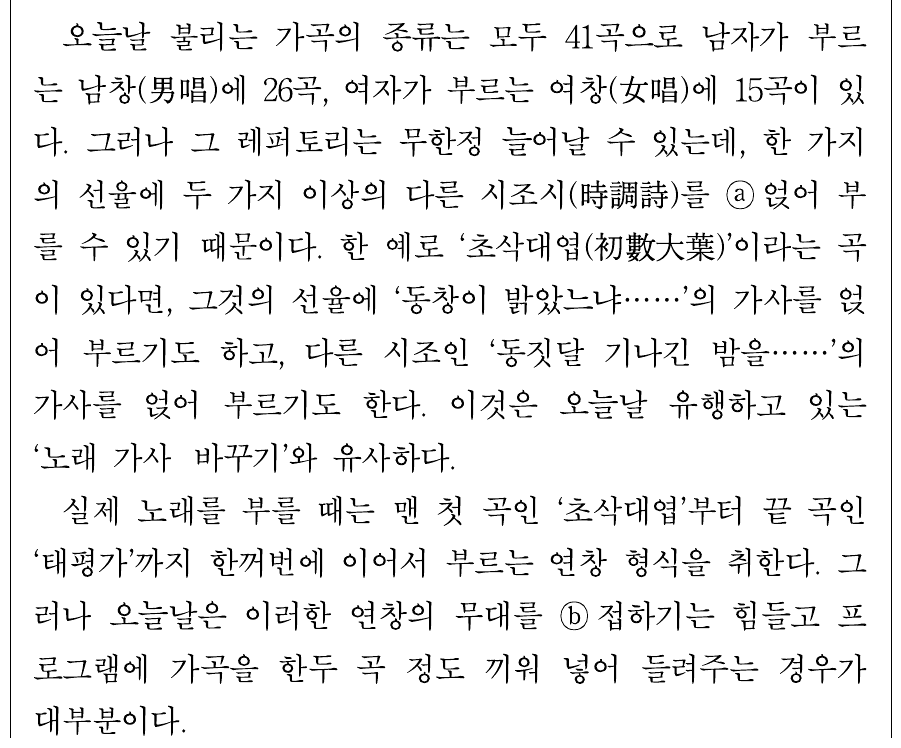 오늘날 불리는 가곡의 종류는 모두 41곡으로 남자가 부르
는 남창(男唱)에 26곡, 여자가 부르는 여창(女唱)에 15곡이 있
다. 그러나 그 레퍼토리는 무한정 늘어날 수 있는데, 한 가지
의 선율에 두 가지 이상의 다른 시조시(時調詩)를 ⓐ 얹어 부
를 수 있기 때문이다. 한 예로 ‘초삭대엽(初數大葉)’이라는 곡
이 있다면, 그것의 선율에 ‘동창이 밝았느냐……’의 가사를 얹
어 부르기도 하고, 다른 시조인 ‘동짓달 기나긴 밤을……’의
가사를 얹어 부르기도 한다. 이것은 오늘날 유행하고 있는
‘노래 가사 바꾸기’와 유사하다.
실제 노래를 부를 때는 맨 첫 곡인 ‘초삭대엽’부터 끝 곡인
‘태평가’까지 한꺼번에 이어서 부르는 연창 형식을 취한다. 그
러나 오늘날은 이러한 연창의 무대를 ⓑ 접하기는 힘들고 프
로그램에 가곡을 한두 곡 정도 끼워 넣어 들려주는 경우가
대부분이다.